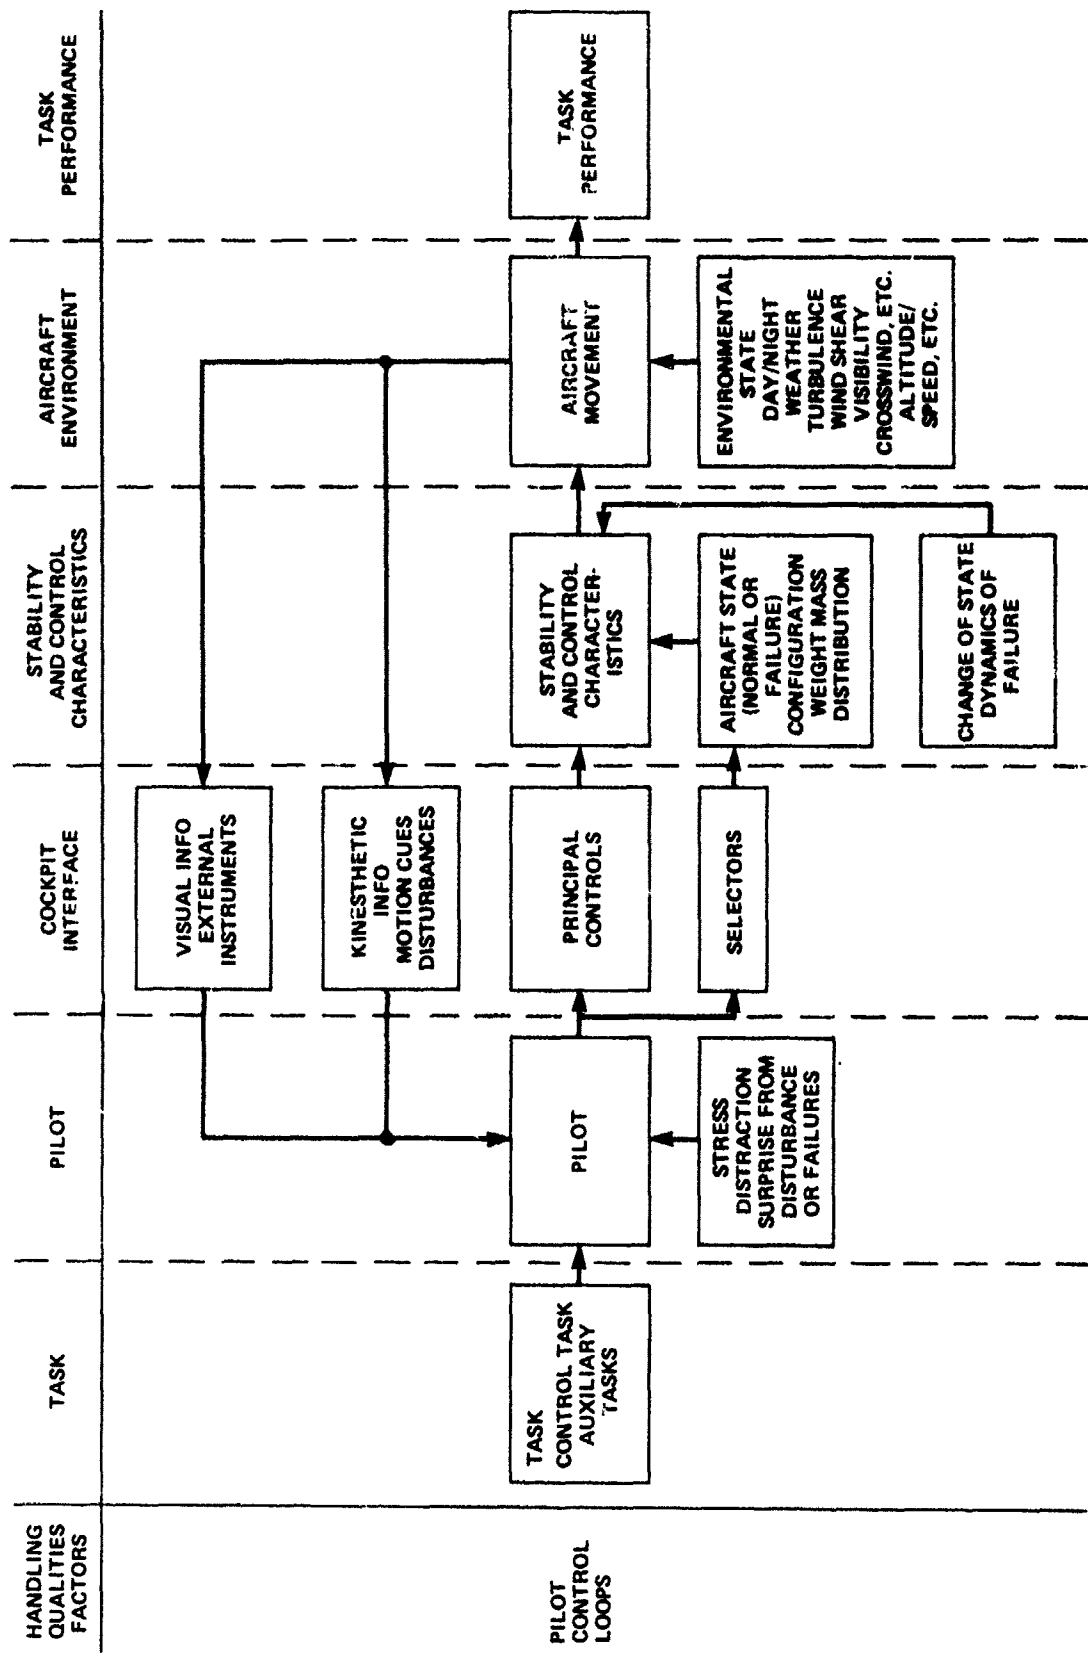 HANDLING
QUALITIES
FACTORS
TASK
PILOT
COCKPIT
INTERFACE
STABILITY
AND CONTROL
CHARACTERISTICS
AIRCRAFT
ENVIRONMENT
TASK
PERFORMANCE
PILOT
CONTROL
LOOPS
VISUAL INFO
EXTERNAL
INSTRUMENTS
KINESTHETIC
INFO
MOTION CUES
DISTURBANCES
TASK
CONTROL TASK
AUXILIARY
TASKS
PILOT
PRINCIPAL
CONTROLS
STABILITY
AND CONTROL
CHARACTER-
ISTICS
AIRCRAFT
MOVEMENT
TASK
PERFORMANCE
STRESS
DISTRACTION
SURPRISE FROM
DISTURBANCE
OR FAILURES
SELECTORS
AIRCRAFT STATE
(NORMAL OR
FAILURE)
CONFIGURATION
WEIGHT MASS
DISTRIBUTION
ENVIRONMENTAL
STATE
DAY/NIGHT
WEATHER
TURBULENCE
WIND SHEAR
VISIBILITY
CROSSWIND, ETC.
ALTITUDE/
SPEED, ETC.
CHANGE OF STATE
DYNAMICS OF
FAILURE